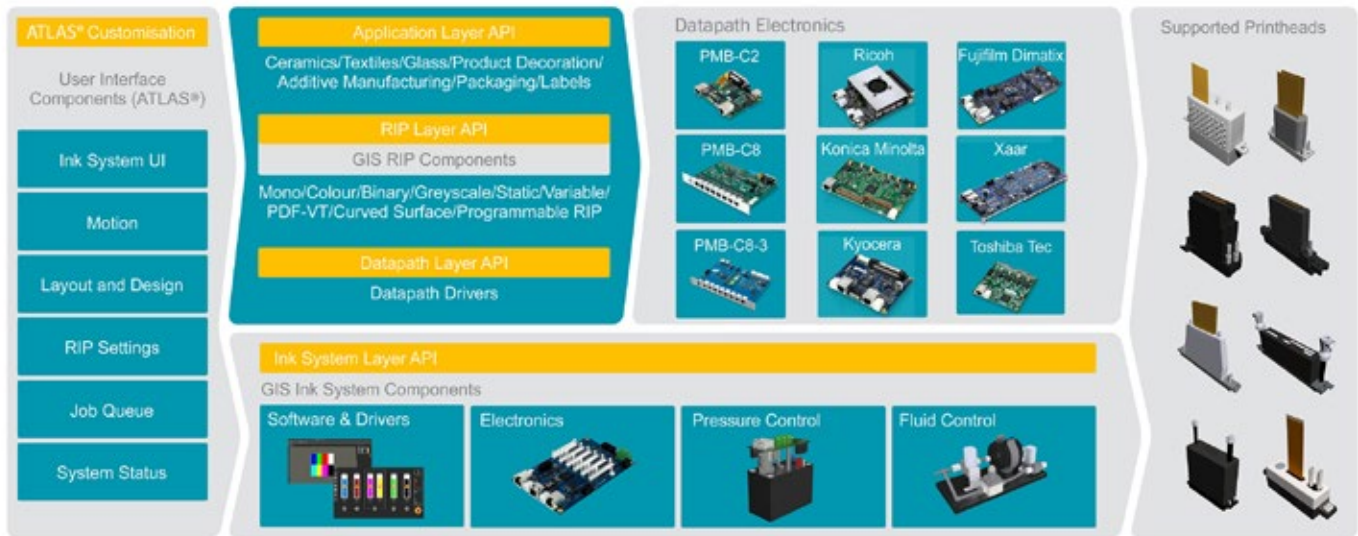 ATLAS® Customisation
User Interface
Components (ATLAS®)
Ink System UI
Motion
Layout and Design
RIP Settings
Job Queue
System Status
Application Layer API
Ceramics/Textiles/Glass/Product Decoration/
Additive Manufacturing/Packaging/Labels
RIP Layer API
GIS RIP Components
Mono/Colour/Binary/Greyscale/Static/Variable/
PDF-VT/Curved Surface/Programmable RIP
Datapath Layer API
Datapath Drivers
Datapath Electronics
PMB-C2
Ricoh
Fujifilm Dimatix
PMB-C8
Konica Minolta
Xaar
PMB-C8-3
Kyocera
Toshiba Tec
Ink System Layer API
GIS Ink System Components
Software & Drivers
Electronics
Pressure Control
Fluid Control
Supported Printheads